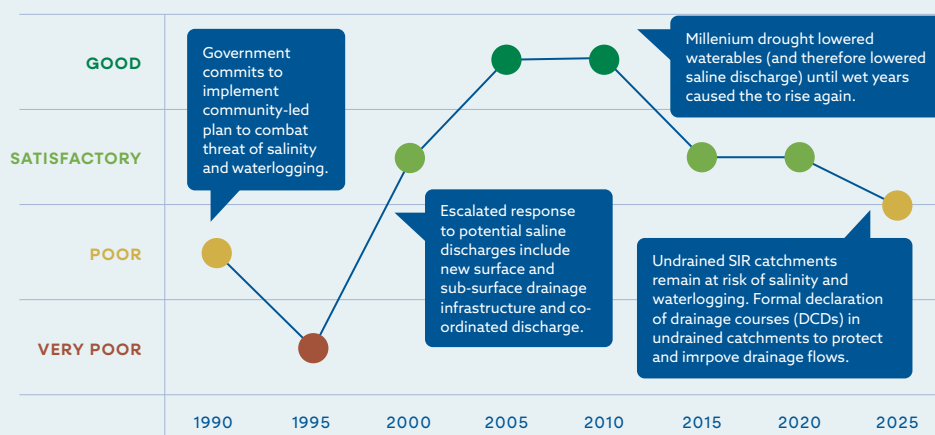 GOOD
SATISFACTORY
POOR
VERY POOR
Government
commits to
implement
community-led
plan to combat
threat of salinity
and waterlogging.
Escalated response
to potential saline
discharges include
new surface and
sub-surface drainage
infrastructure and co-
ordinated discharge.
Millenium drought lowered
waterables (and therefore lowered
saline discharge) until wet years
caused the to rise again.
Undrained SIR catchments
remain at risk of salinity and
waterlogging. Formal declaration
of drainage courses (DCDs) in
undrained catchments to protect
and imrpove drainage flows.
1990 1995 2000 2005 2010 2015 2020 2025